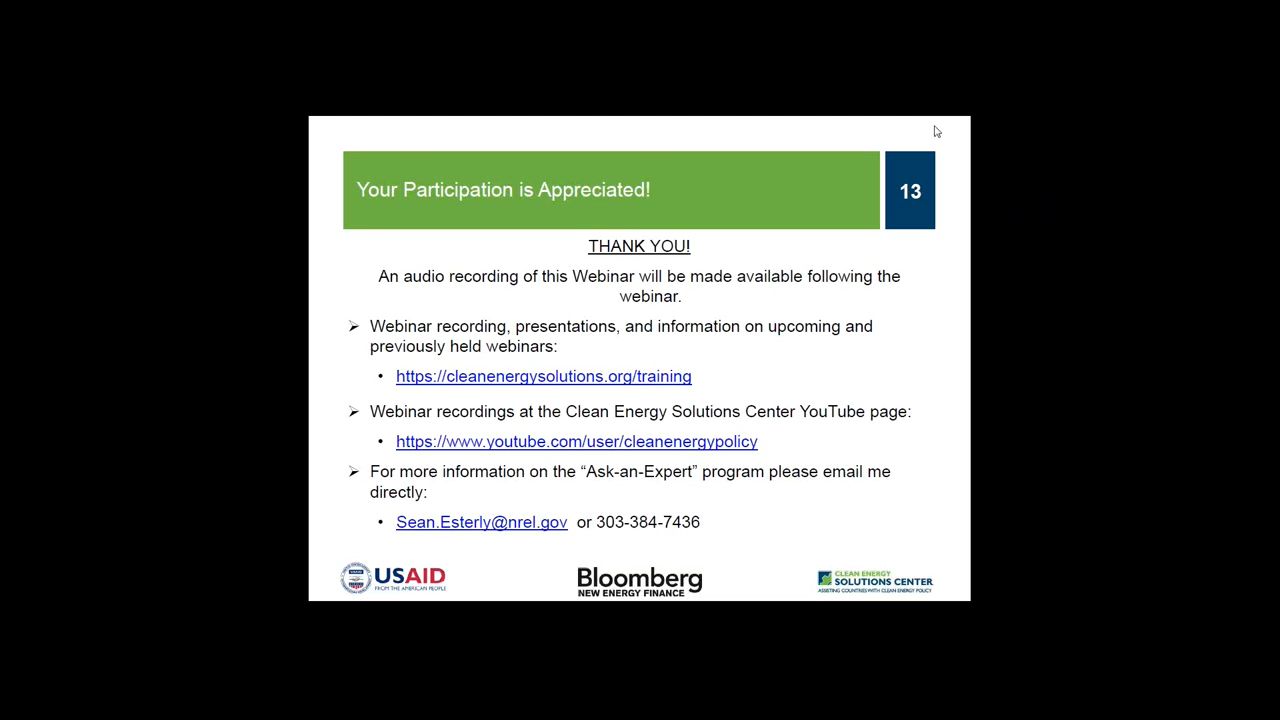 Your Participation is Appreciated!
13
THANK YOU!
An audio recording of this Webinar will be made available following the
webinar.
➢ Webinar recording, presentations, and information on upcoming and
previously held webinars:
• https://cleanenergysolutions.org/training
➢ Webinar recordings at the Clean Energy Solutions Center YouTube page:
• https://www.youtube.com/user/cleanenergypolicy
➢ For more information on the “Ask-an-Expert” program please email me
directly:
• Sean.Esterly@nrel.gov or 303-384-7436
USAID
FROM THE AMERICAN PEOPLE
Bloomberg
NEW ENERGY FINANCE
CLEAN ENERGY
SOLUTIONS CENTER
ASSISTING COUNTRIES WITH CLEAN ENERGY POLICY